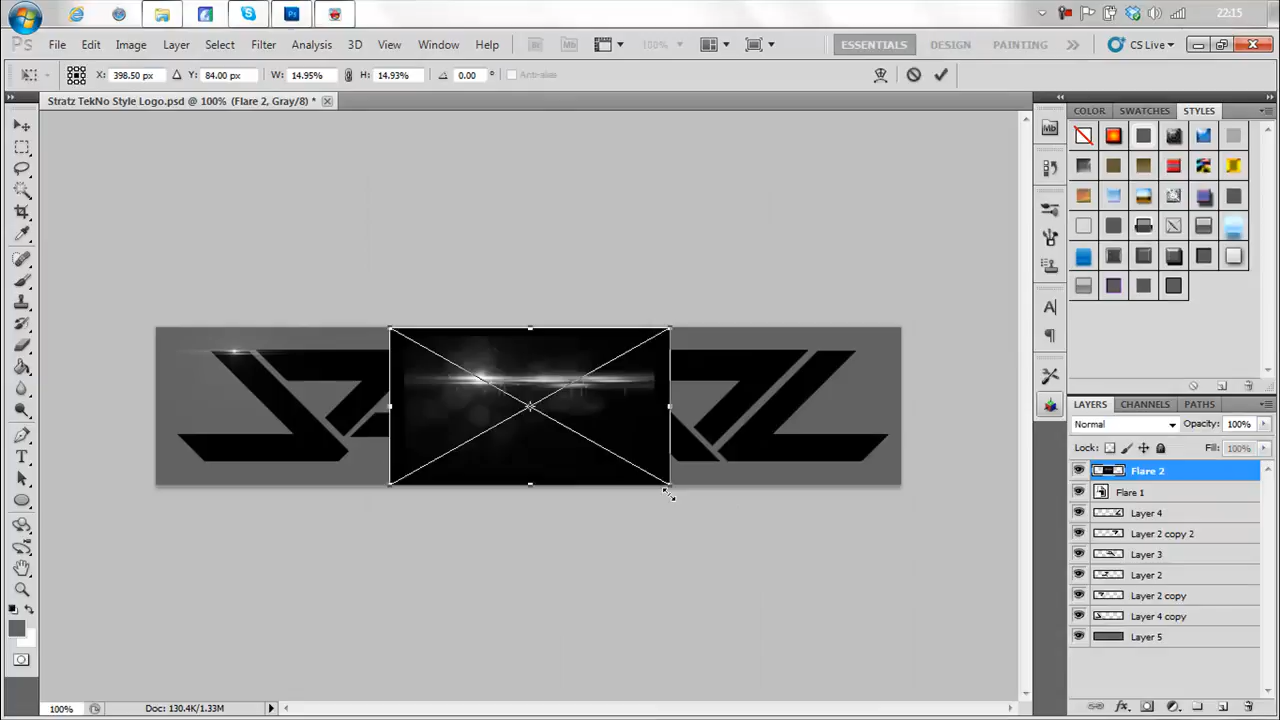 22:15
Ps File Edit Image Layer Select Filter Analysis 3D View Window Help Mb 100% ESSENTIALS DESIGN PAINTING CS Live
X: 398.50 px Y: 84.00 px W: 14.95% H: 14.93% 0.00 ° Anti-alias
Stratz TekNo Style Logo.psd @ 100% (Flare 2, Gray/8) *
COLOR SWATCHES STYLES
Mb
LAYERS CHANNELS PATHS
Normal Opacity: 100%
Lock: Fill: 100%
Flare 2
Flare 1
Layer 4
Layer 2 copy 2
Layer 3
Layer 2
Layer 2 copy
Layer 4 copy
Layer 5
100% Doc: 130.4K/1.33M